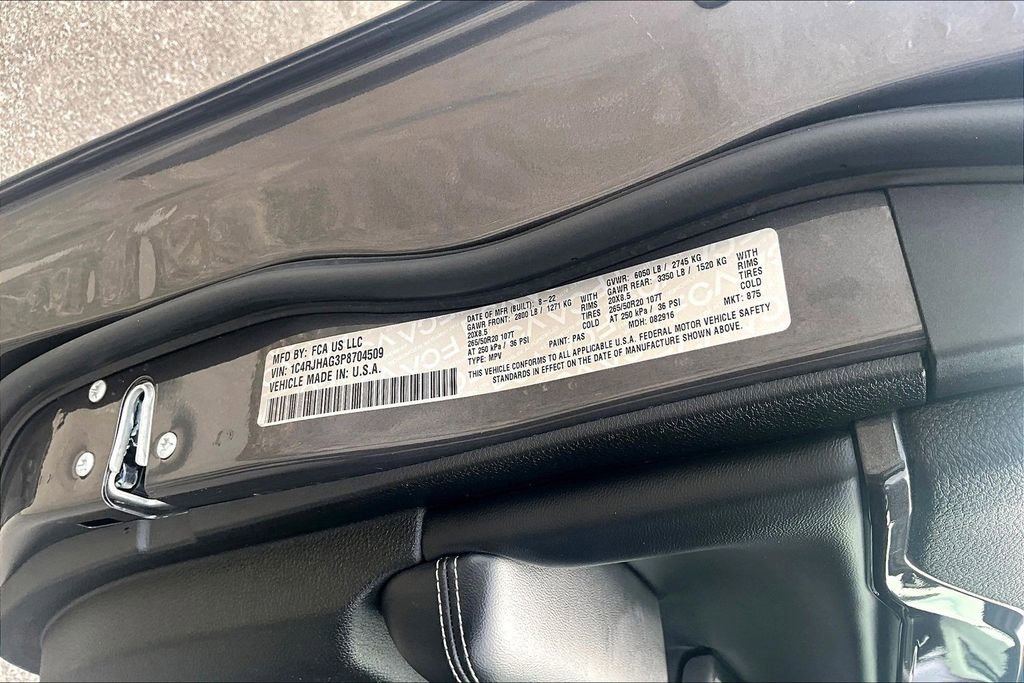 MFD BY: FCA US LLC
VIN: 1C4RJHAG3P8704509
VEHICLE MADE IN: U.S.A.
DATE OF MFR (BUILT): 8-22
GAWR FRONT: 2800 LB / 1271 KG WITH
20X8.5 RIMS
265/50R20 107T TIRES
AT 250 kPa / 36 PSI COLD
TYPE: MPV PAINT: PAS
GVWR: 6050 LB / 2745 KG
GAWR REAR: 3350 LB / 1520 KG WITH
20X8.5 RIMS
265/50R20 107T TIRES
AT 250 kPa / 36 PSI COLD
MDH: 082916 MKT: 875
THIS VEHICLE CONFORMS TO ALL APPLICABLE U.S.A. FEDERAL MOTOR VEHICLE SAFETY
STANDARDS IN EFFECT ON THE DATE OF MANUFACTURE SHOWN ABOVE.